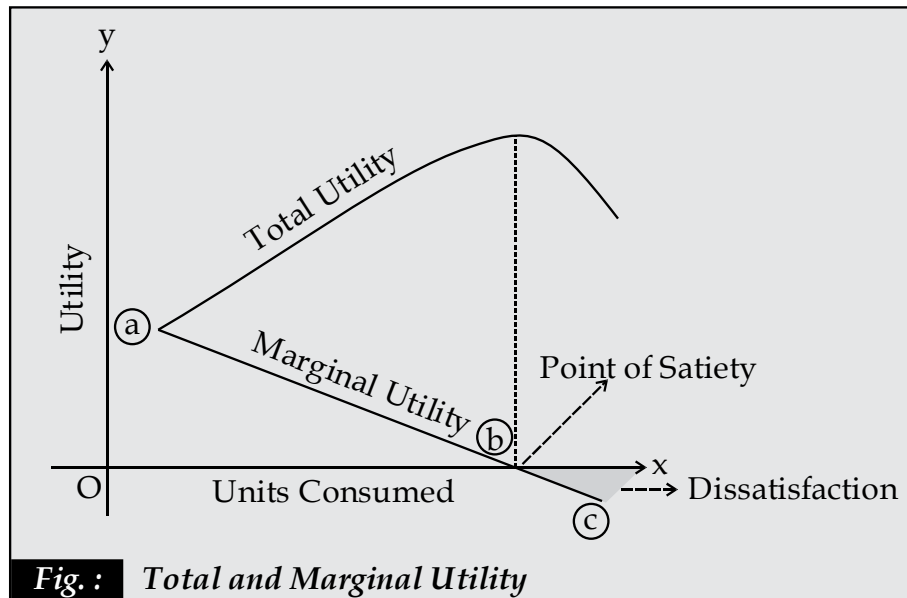 y
Utility
Total Utility
a
Marginal Utility
b
Point of Satiety
x
O
Units Consumed
Dissatisfaction
c
Fig. : Total and Marginal Utility